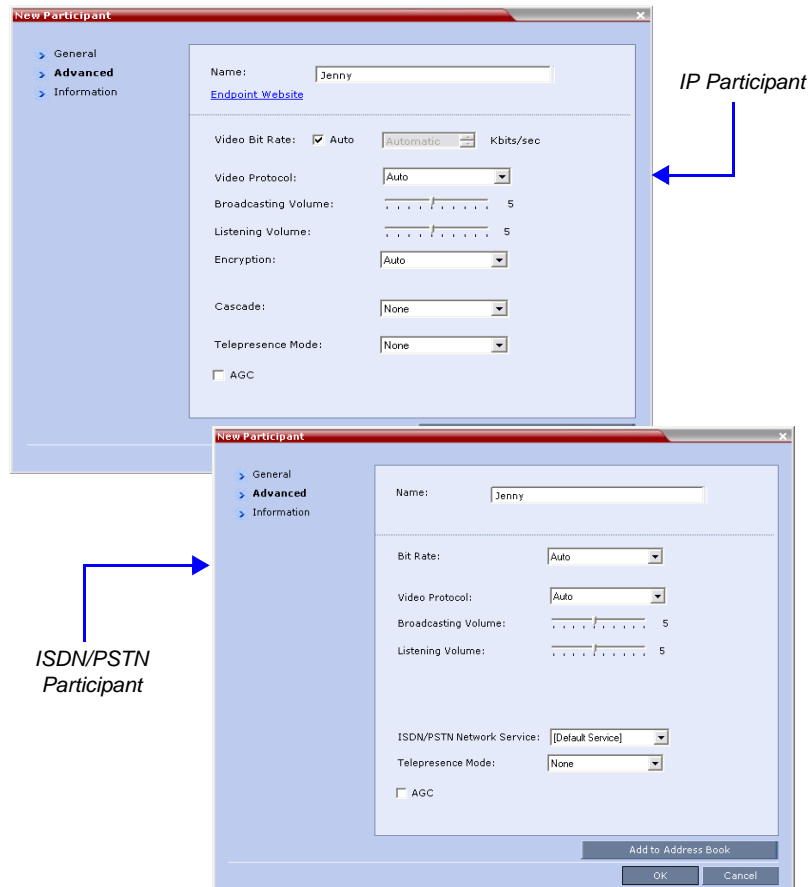 New Participant
General
Advanced
Information
Name: Jenny
Endpoint Website
Video Bit Rate: Auto Automatic Kbits/sec
Video Protocol: Auto
Broadcasting Volume: 5
Listening Volume: 5
Encryption: Auto
Cascade: None
Telepresence Mode: None
AGC
IP Participant
New Participant
General
Advanced
Information
Name: Jenny
Bit Rate: Auto
Video Protocol: Auto
Broadcasting Volume: 5
Listening Volume: 5
ISDN/PSTN Network Service: [Default Service]
Telepresence Mode: None
AGC
Add to Address Book
OK Cancel
ISDN/PSTN
Participant